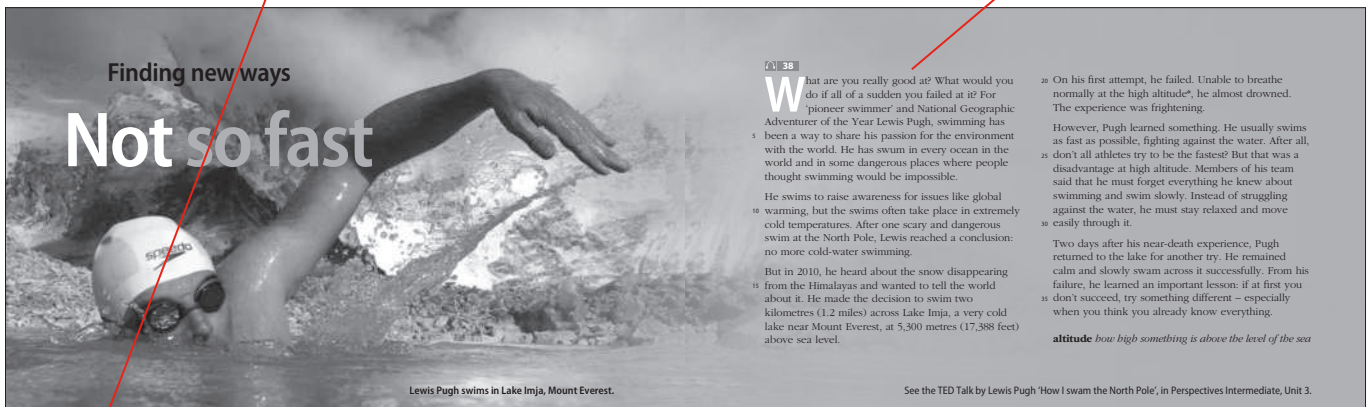 Finding new ways
Not so fast
speedo
Lewis Pugh swims in Lake Imja, Mount Everest.
38
What are you really good at? What would you
do if all of a sudden you failed at it? For
'pioneer swimmer' and National Geographic
Adventurer of the Year Lewis Pugh, swimming has
5 been a way to share his passion for the environment
with the world. He has swum in every ocean in the
world and in some dangerous places where people
thought swimming would be impossible.
He swims to raise awareness for issues like global
10 warming, but the swims often take place in extremely
cold temperatures. After one scary and dangerous
swim at the North Pole, Lewis reached a conclusion:
no more cold-water swimming.
But in 2010, he heard about the snow disappearing
15 from the Himalayas and wanted to tell the world
about it. He made the decision to swim two
kilometres (1.2 miles) across Lake Imja, a very cold
lake near Mount Everest, at 5,300 metres (17,388 feet)
above sea level.
20 On his first attempt, he failed. Unable to breathe
normally at the high altitude*, he almost drowned.
The experience was frightening.
However, Pugh learned something. He usually swims
as fast as possible, fighting against the water. After all,
25 don't all athletes try to be the fastest? But that was a
disadvantage at high altitude. Members of his team
said that he must forget everything he knew about
swimming and swim slowly. Instead of struggling
against the water, he must stay relaxed and move
30 easily through it.
Two days after his near-death experience, Pugh
returned to the lake for another try. He remained
calm and slowly swam across it successfully. From his
failure, he learned an important lesson: if at first you
35 don't succeed, try something different – especially
when you think you already know everything.
altitude how high something is above the level of the sea
See the TED Talk by Lewis Pugh 'How I swam the North Pole', in Perspectives Intermediate, Unit 3.